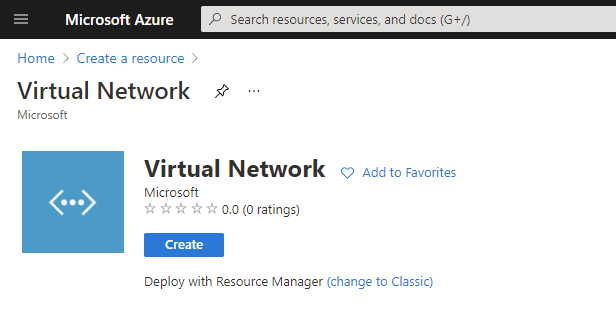 Microsoft Azure
Search resources, services, and docs (G+/)
Home > Create a resource >
Virtual Network
...
Microsoft
Virtual Network
Add to Favorites
Microsoft
0.0 (0 ratings)
Create
Deploy with Resource Manager (change to Classic)